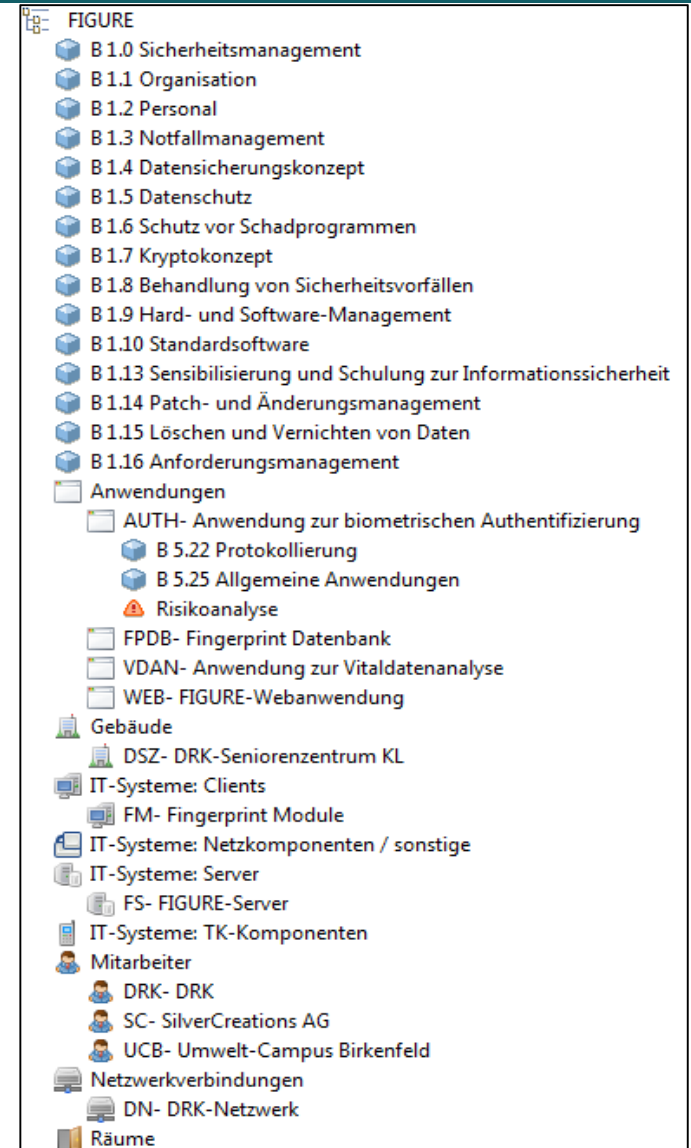 FIGURE
B 1.0 Sicherheitsmanagement
B 1.1 Organisation
B 1.2 Personal
B 1.3 Notfallmanagement
B 1.4 Datensicherungskonzept
B 1.5 Datenschutz
B 1.6 Schutz vor Schadprogrammen
B 1.7 Kryptokonzept
B 1.8 Behandlung von Sicherheitsvorfällen
B 1.9 Hard- und Software-Management
B 1.10 Standardsoftware
B 1.13 Sensibilisierung und Schulung zur Informationssicherheit
B 1.14 Patch- und Änderungsmanagement
B 1.15 Löschen und Vernichten von Daten
B 1.16 Anforderungsmanagement
Anwendungen
AUTH- Anwendung zur biometrischen Authentifizierung
B 5.22 Protokollierung
B 5.25 Allgemeine Anwendungen
Risikoanalyse
FPDB- Fingerprint Datenbank
VDAN- Anwendung zur Vitaldatenanalyse
WEB- FIGURE-Webanwendung
Gebäude
DSZ- DRK-Seniorenzentrum KL
IT-Systeme: Clients
FM- Fingerprint Module
IT-Systeme: Netzkomponenten / sonstige
IT-Systeme: Server
FS- FIGURE-Server
IT-Systeme: TK-Komponenten
Mitarbeiter
DRK- DRK
SC- SilverCreations AG
UCB- Umwelt-Campus Birkenfeld
Netzwerkverbindungen
DN- DRK-Netzwerk
Räume